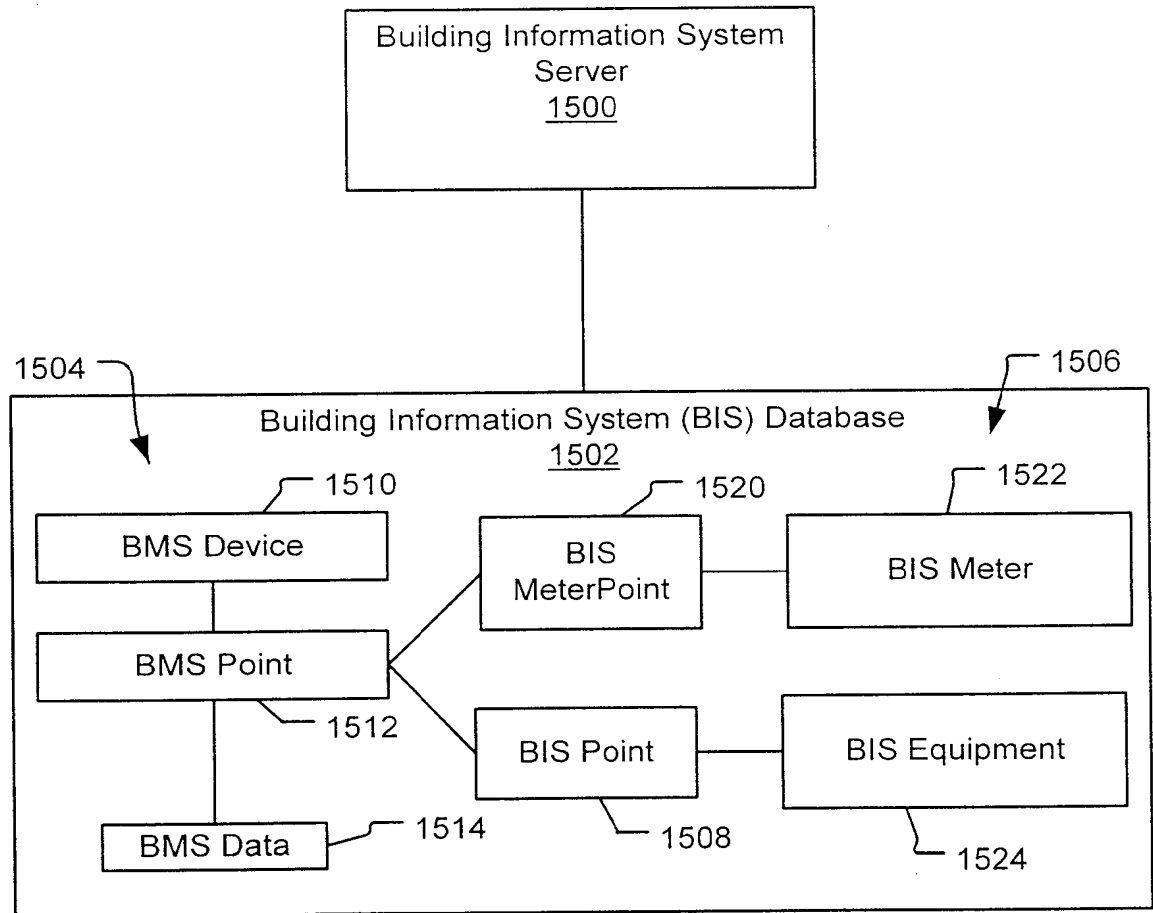 Building Information System
Server
1500
1504
1506
Building Information System (BIS) Database
1502
1510
1520
1522
BMS Device
BIS
MeterPoint
BIS Meter
BMS Point
1512
BIS Point
BIS Equipment
1514
1508
1524
BMS Data